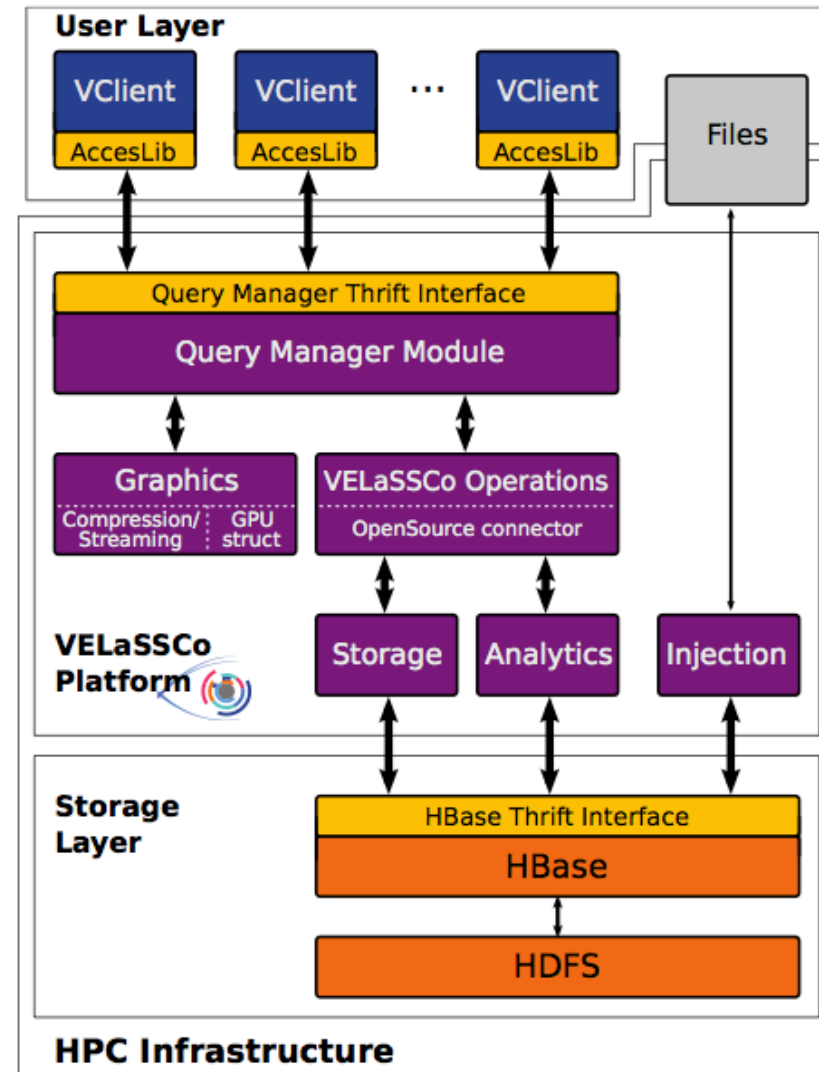 User Layer
VClient
AccesLib
VClient
AccesLib
...
VClient
AccesLib
Files
Query Manager Thrift Interface
Query Manager Module
Graphics
Compression/
Streaming
GPU
struct
VELaSSCo Operations
OpenSource connector
VELaSSCo
Platform
Storage
Analytics
Injection
Storage
Layer
HBase Thrift Interface
HBase
HDFS
HPC Infrastructure